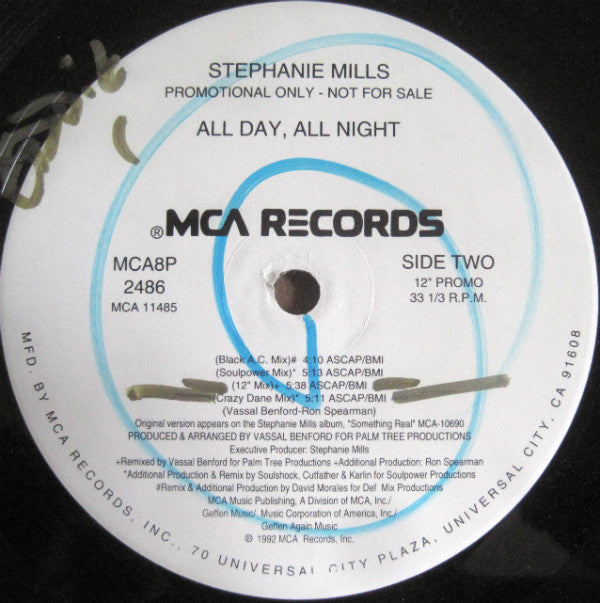 STEPHANIE MILLS
PROMOTIONAL ONLY - NOT FOR SALE
ALL DAY, ALL NIGHT
®MCA RECORDS
MCA8P
2486
MCA 11485
SIDE TWO
12" PROMO
33 1/3 R.P.M.
(Black A.C. Mix)# 4:10 ASCAP/BMI
(Soulpower Mix)* 5:13 ASCAP/BMI
(12" Mix)+ 5:38 ASCAP/BMI
(Crazy Dane Mix)* 5:11 ASCAP/BMI
(Vassal Benford-Ron Spearman)
Original version appears on the Stephanie Mills album, "Something Real" MCA-10690
PRODUCED & ARRANGED BY VASSAL BENFORD FOR PALM TREE PRODUCTIONS
Executive Producer: Stephanie Mills
+Remixed by Vassal Benford for Palm Tree Productions +Additional Production: Ron Spearman
*Additional Production & Remix by Soulshock, Cutfather & Karlin for Soulpower Productions
#Remix & Additional Production by David Morales for Def Mix Productions
MCA Music Publishing, A Division of MCA, Inc./
Geffen Music/ Music Corporation of America, Inc./
Geffen Again Music
℗ 1992 MCA Records, Inc.
MFD. BY MCA RECORDS, INC., 70 UNIVERSAL CITY PLAZA, UNIVERSAL CITY, CA 91608